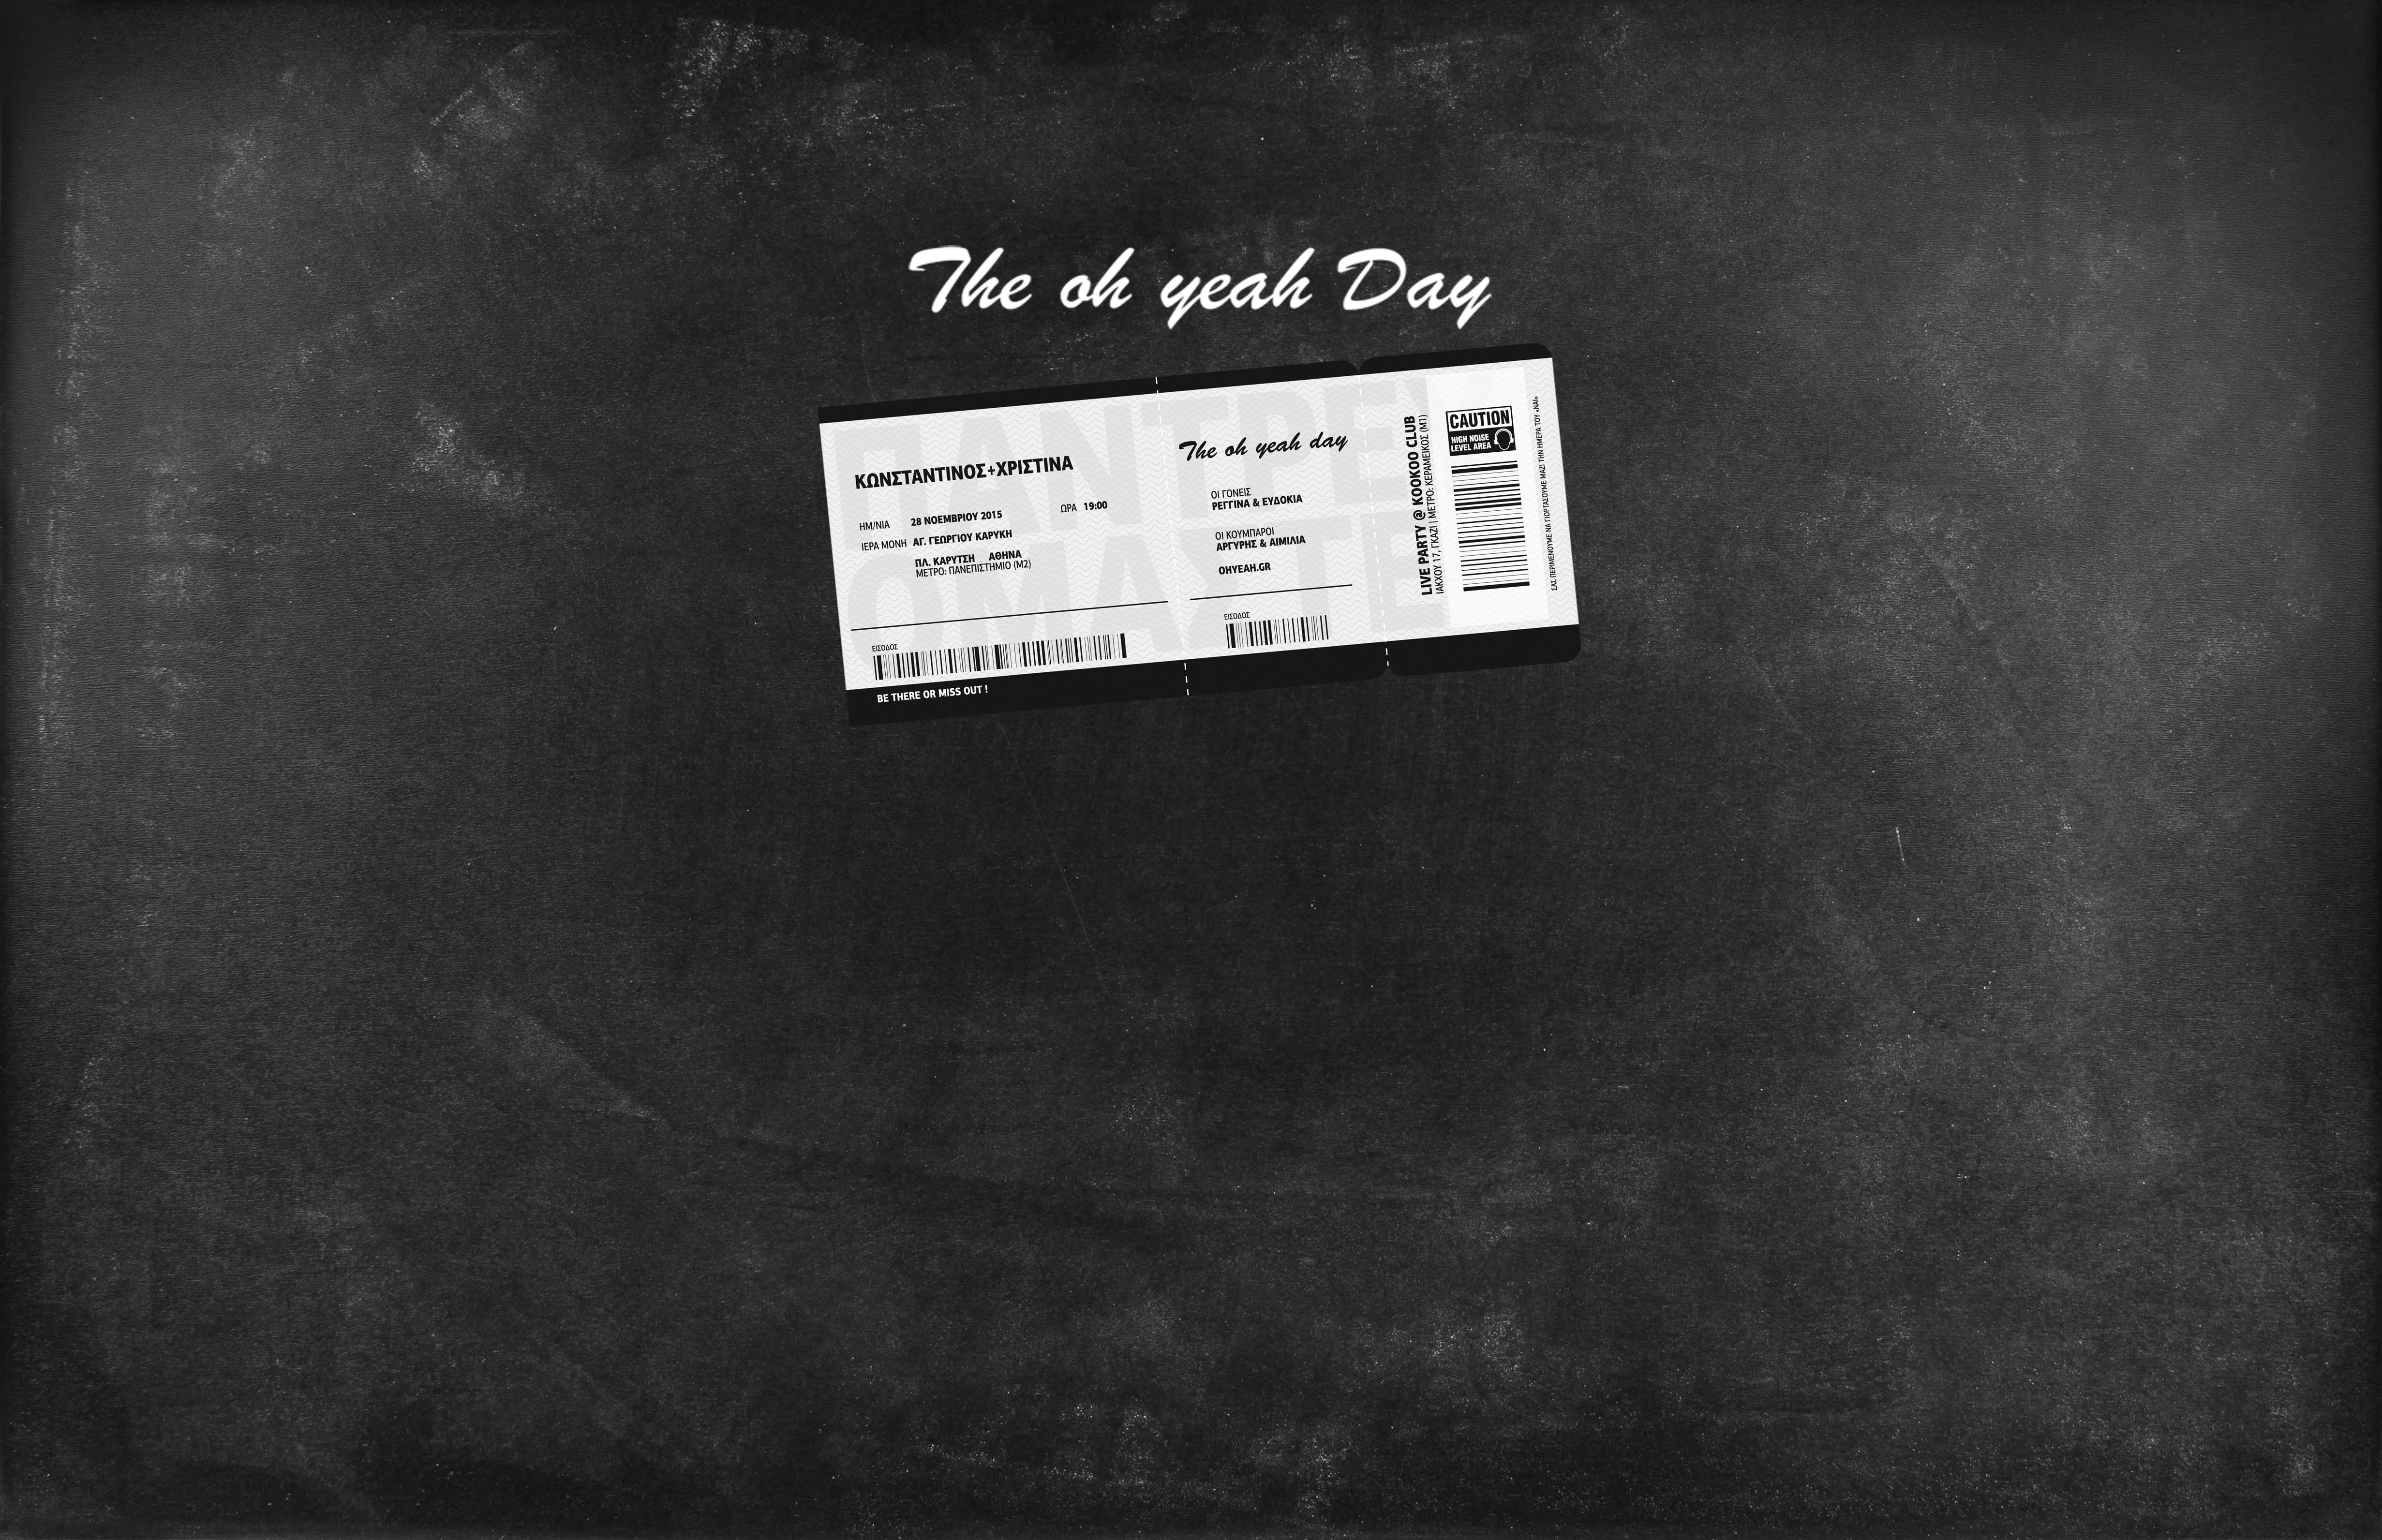 The oh yeah Day
ΚΩΝΣΤΑΝΤΙΝΟΣ+ΧΡΙΣΤΙΝΑ
ΗΜ/ΝΙΑ 28 ΝΟΕΜΒΡΙΟΥ 2015 ΩΡΑ 19:00
ΙΕΡΑ ΜΟΝΗ ΑΓ. ΓΕΩΡΓΙΟΥ ΚΑΡΥΚΗ
ΠΛ. ΚΑΡΥΤΣΗ ΑΘΗΝΑ
ΜΕΤΡΟ: ΠΑΝΕΠΙΣΤΗΜΙΟ (Μ2)
ΕΙΣΟΔΟΣ
BE THERE OR MISS OUT !
The oh yeah day
ΟΙ ΓΟΝΕΙΣ
ΡΕΓΓΙΝΑ & ΕΥΔΟΚΙΑ
ΟΙ ΚΟΥΜΠΑΡΟΙ
ΑΡΓΥΡΗΣ & ΑΙΜΙΛΙΑ
OHYEAH.GR
ΕΙΣΟΔΟΣ
LIVE PARTY @ KOOKOO CLUB
ΙΑΚΧΟΥ 17, ΓΚΑΖΙ | ΜΕΤΡΟ: ΚΕΡΑΜΕΙΚΟΣ (Μ1)
CAUTION
HIGH NOISE
LEVEL AREA
ΣΑΣ ΠΕΡΙΜΕΝΟΥΜΕ ΝΑ ΓΙΟΡΤΑΣΟΥΜΕ ΜΑΖΙ ΤΗΝ ΗΜΕΡΑ ΤΟΥ «ΝΑΙ»
ΠΑΝΤΡΕΥ
ΟΜΑΣΤΕ